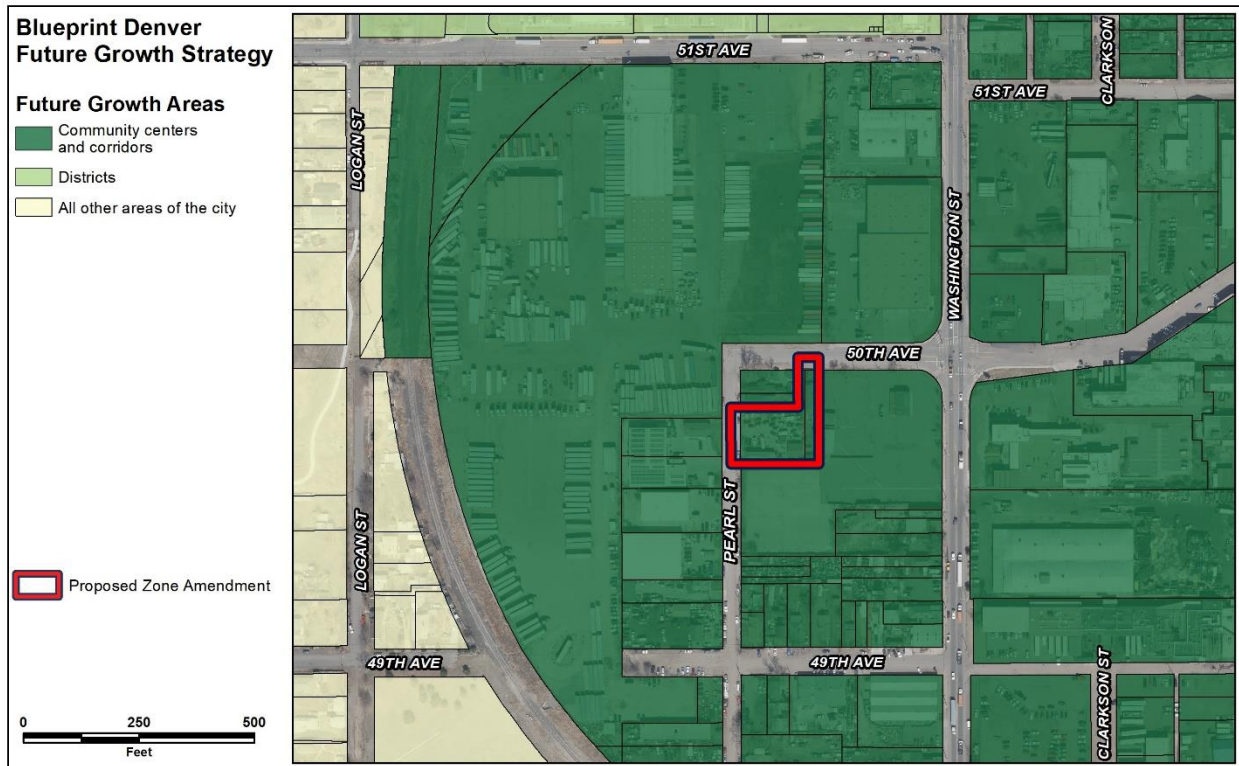 Blueprint Denver
Future Growth Strategy
Future Growth Areas
Community centers
and corridors
Districts
All other areas of the city
Proposed Zone Amendment
0 250 500
Feet
51ST AVE
51ST AVE
CLARKSON
LOGAN ST
WASHINGTON ST
50TH AVE
PEARL ST
LOGAN ST
49TH AVE
49TH AVE
CLARKSON ST